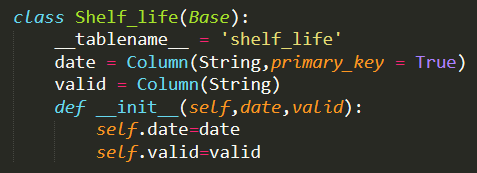 class Shelf_life(Base):
    __tablename__ = 'shelf_life'
    date = Column(String,primary_key = True)
    valid = Column(String)
    def __init__(self,date,valid):
        self.date=date
        self.valid=valid